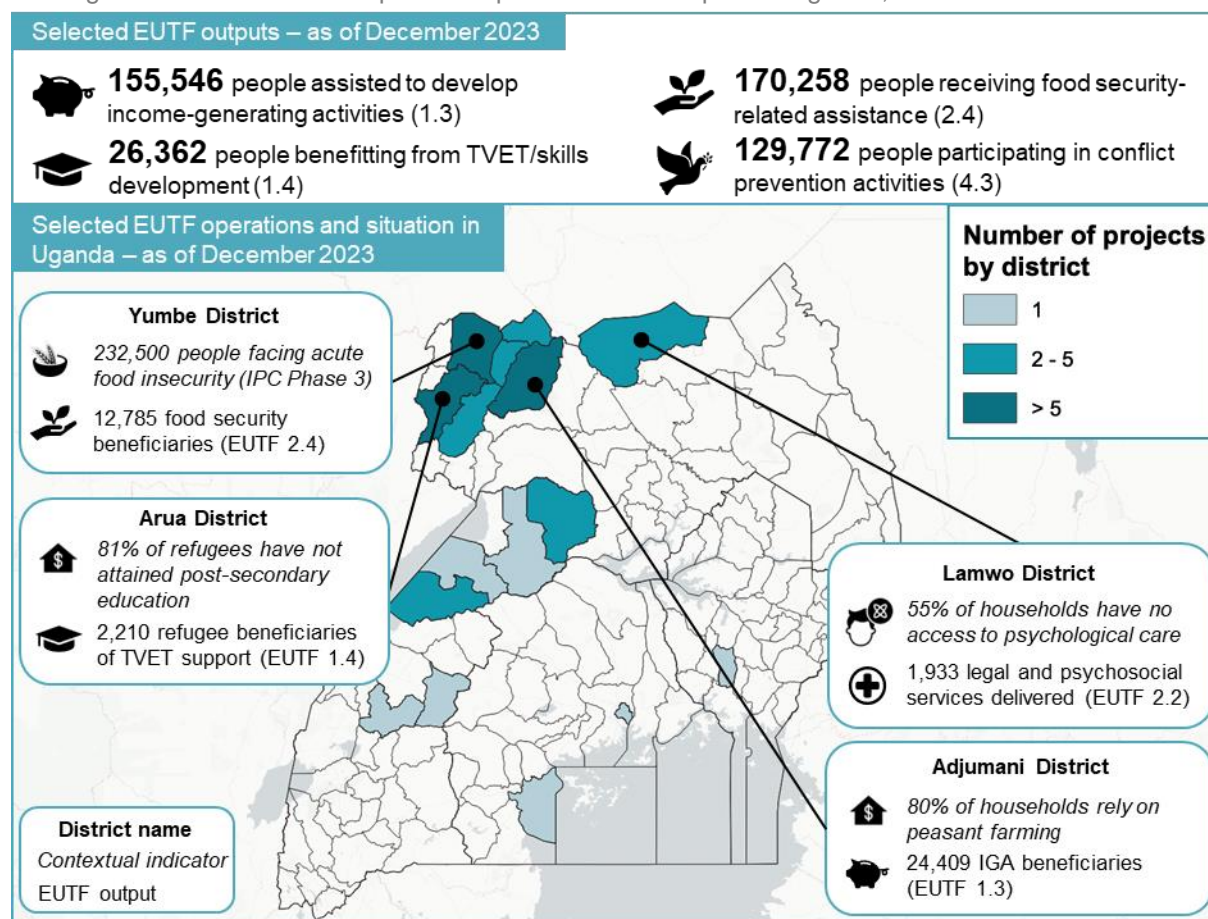 Selected EUTF outputs – as of December 2023
155,546 people assisted to develop
income-generating activities (1.3)
26,362 people benefitting from TVET/skills
development (1.4)
170,258 people receiving food security-
related assistance (2.4)
129,772 people participating in conflict
prevention activities (4.3)
Selected EUTF operations and situation in
Uganda – as of December 2023
Number of projects
by district
1
2 - 5
> 5
Yumbe District
232,500 people facing acute
food insecurity (IPC Phase 3)
12,785 food security
beneficiaries (EUTF 2.4)
Arua District
81% of refugees have not
attained post-secondary
education
2,210 refugee beneficiaries
of TVET support (EUTF 1.4)
Lamwo District
55% of households have no
access to psychological care
1,933 legal and psychosocial
services delivered (EUTF 2.2)
Adjumani District
80% of households rely on
peasant farming
24,409 IGA beneficiaries
(EUTF 1.3)
District name
Contextual indicator
EUTF output